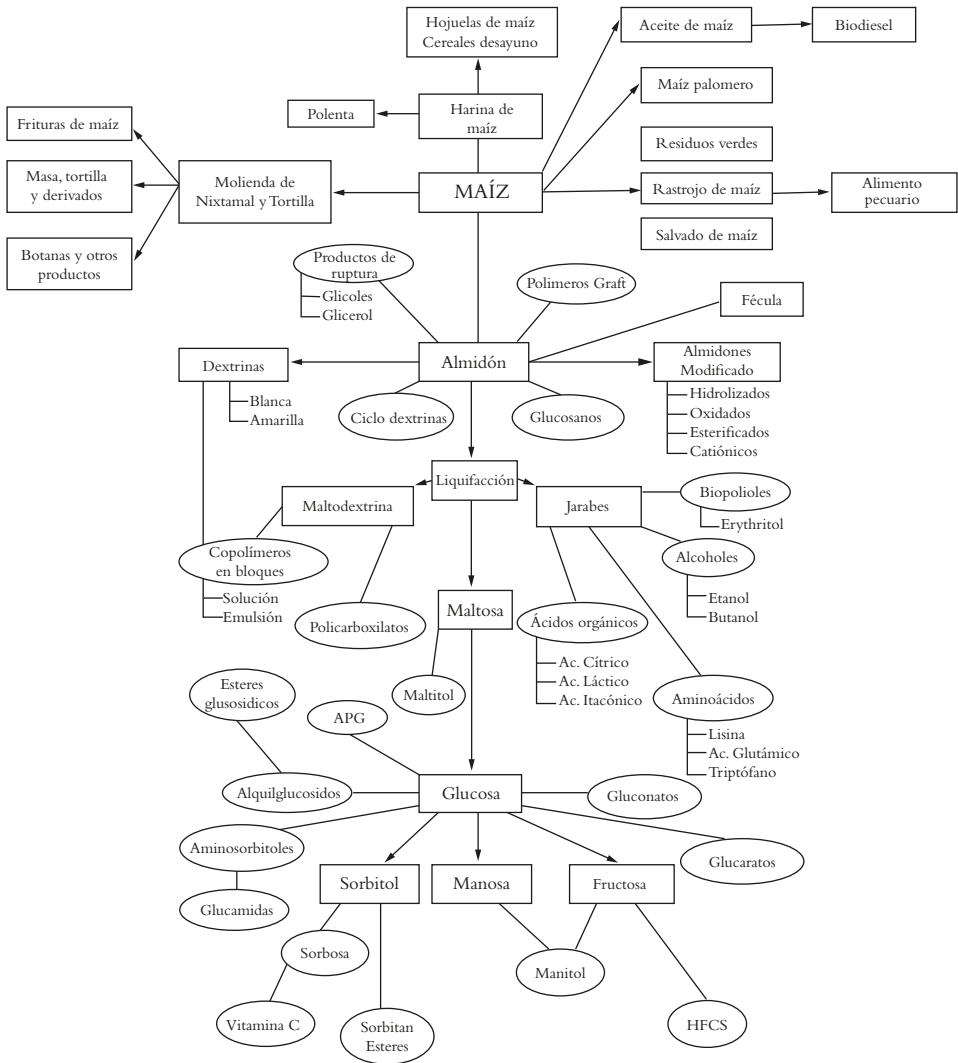 Hojuelas de maíz
Cereales desayuno
Aceite de maíz
Biodiesel
Polenta
Harina de
maíz
Maíz palomero
Frituras de maíz
Residuos verdes
Masa, tortilla
y derivados
Molienda de
Nixtamal y Tortilla
MAÍZ
Rastrojo de maíz
Alimento
pecuario
Botanas y otros
productos
Salvado de maíz
Productos de
ruptura
Glicoles
Glicerol
Polimeros Graft
Fécula
Dextrinas
Blanca
Amarilla
Almidón
Almidones
Modificado
Hidrolizados
Oxidados
Esterificados
Catiónicos
Ciclo dextrinas
Glucosanos
Liquifacción
Maltodextrina
Jarabes
Biopolioles
Erythritol
Copolímeros
en bloques
Solución
Emulsión
Alcoholes
Etanol
Butanol
Policarboxilatos
Maltosa
Ácidos orgánicos
Ac. Cítrico
Ac. Láctico
Ac. Itacónico
Maltitol
Aminoácidos
Lisina
Ac. Glutámico
Triptófano
Esteres
glusosidicos
APG
Alquilglucosidos
Glucosa
Gluconatos
Aminosorbitoles
Glucaratos
Glucamidas
Sorbitol
Manosa
Fructosa
Sorbosa
Manitol
Vitamina C
Sorbitan
Esteres
HFCS